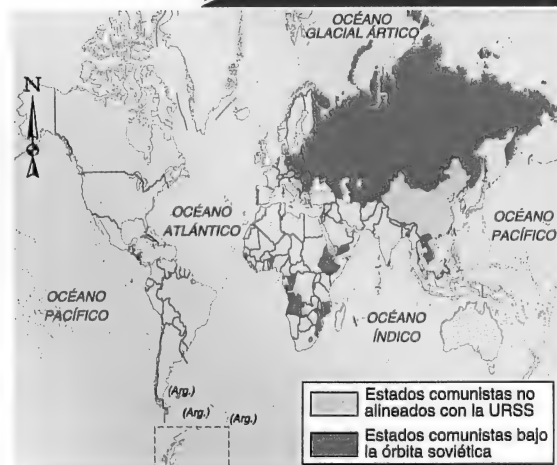 OCÉANO
GLACIAL ÁRTICO
N
OCÉANO
ATLÁNTICO
OCÉANO
PACÍFICO
OCÉANO
PACÍFICO
OCÉANO
ÍNDICO
(Arg.)
(Arg.)
(Arg.)
Estados comunistas no
alineados con la URSS
Estados comunistas bajo
la órbita soviética